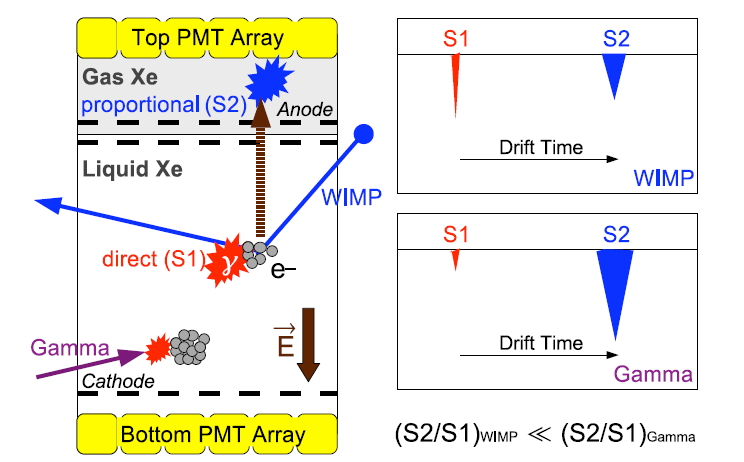 Top PMT Array
Gas Xe
proportional (S2)
Anode
Liquid Xe
WIMP
direct (S1)
γ
e–
Gamma
E
Cathode
Bottom PMT Array
S1 S2
Drift Time
WIMP
S1 S2
Drift Time
Gamma
(S2/S1)WIMP ≪ (S2/S1)Gamma